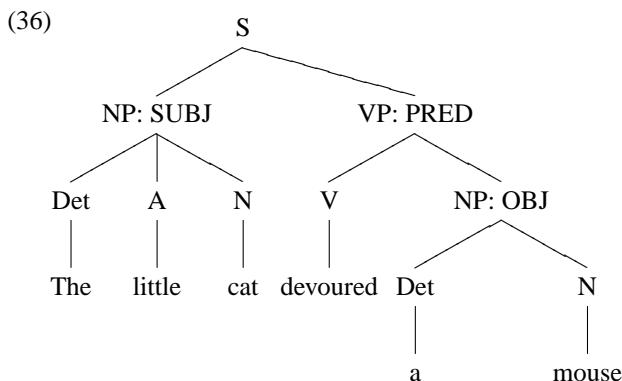 (36)
S
NP: SUBJ VP: PRED
Det A N V NP: OBJ
The little cat devoured Det N
a mouse